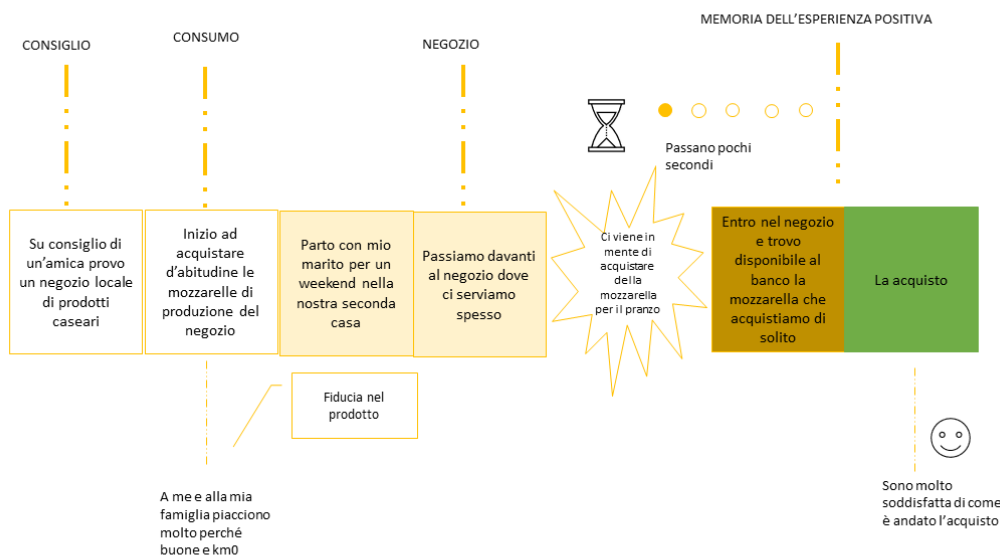 MEMORIA DELL'ESPERIENZA POSITIVA
CONSIGLIO
CONSUMO
NEGOZIO
Passano pochi
secondi
Su consiglio di
un'amica provo
un negozio locale
di prodotti
caseari
Inizio ad
acquistare
d'abitudine le
mozzarelle di
produzione del
negozio
Parto con mio
marito per un
weekend nella
nostra seconda
casa
Passiamo davanti
al negozio dove
ci serviamo
spesso
Ci viene in
mente di
acquistare
della
mozzarella
per il pranzo
Entro nel negozio
e trovo
disponibile al
banco la
mozzarella che
acquistiamo di
solito
La acquisto
Fiducia nel
prodotto
A me e alla mia
famiglia piacciono
molto perché
buone e km0
Sono molto
soddisfatta di come
è andato l'acquisto